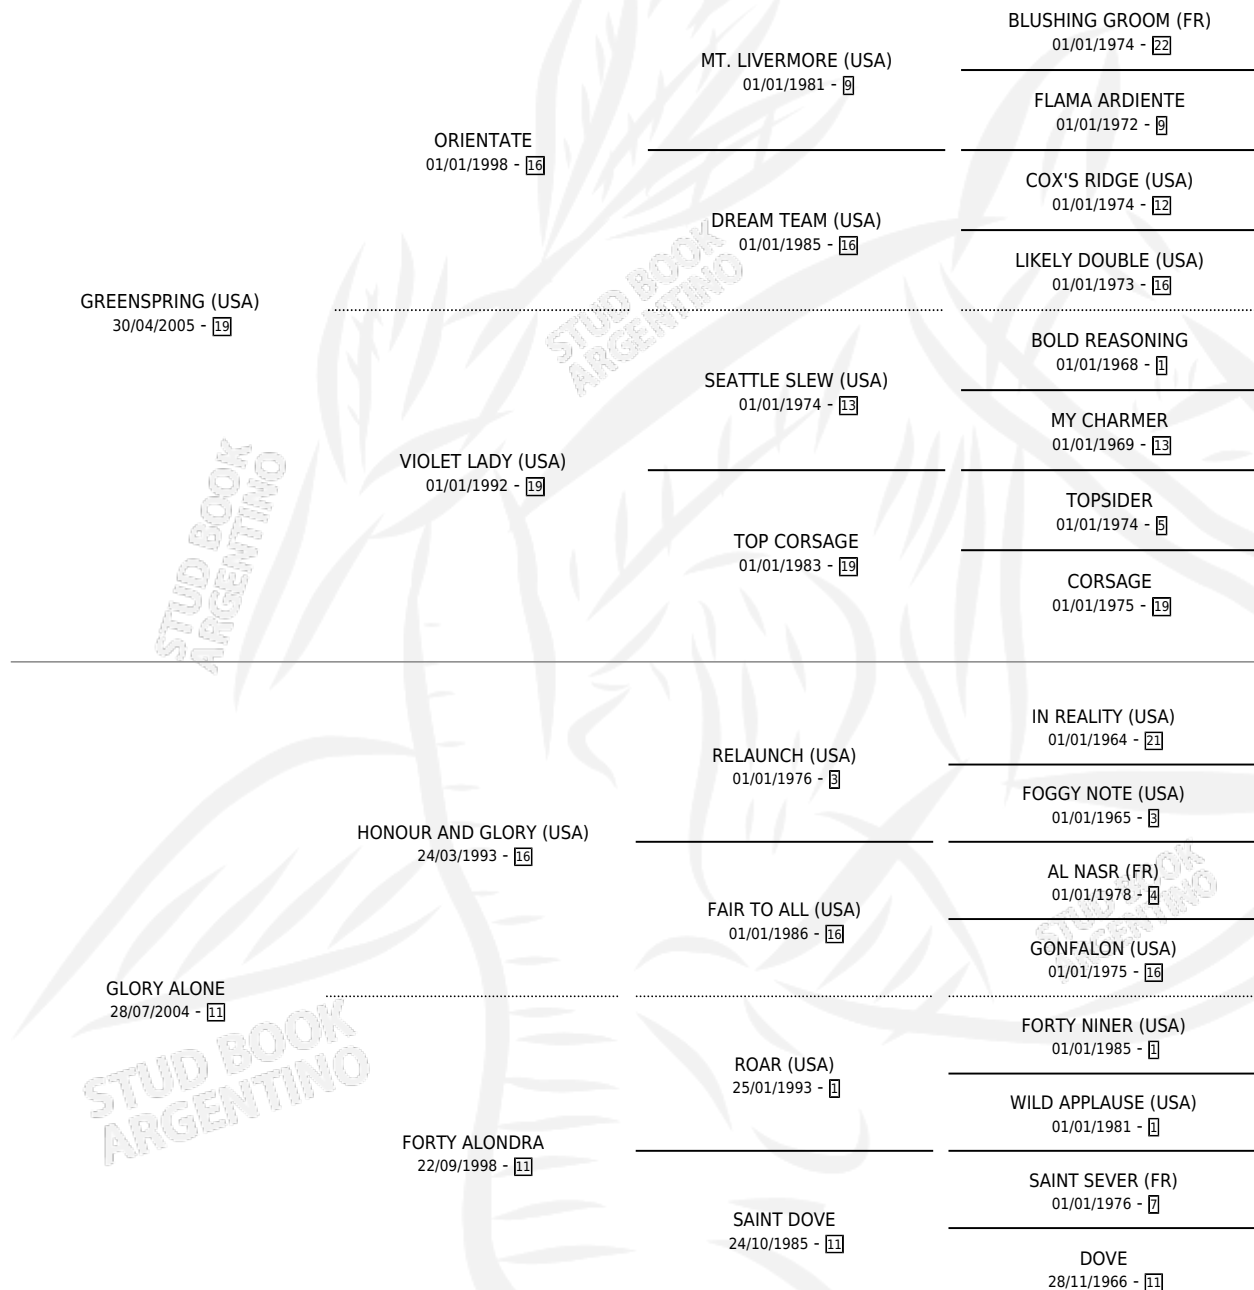 BLUSHING GROOM (FR)
01/01/1974 - 22
MT. LIVERMORE (USA)
01/01/1981 - 9
FLAMA ARDIENTE
01/01/1972 - 9
ORIENTATE
01/01/1998 - 16
COX'S RIDGE (USA)
01/01/1974 - 12
DREAM TEAM (USA)
01/01/1985 - 16
LIKELY DOUBLE (USA)
01/01/1973 - 16
GREENSPRING (USA)
30/04/2005 - 19
STUD BOOK
ARGENTINO
BOLD REASONING
01/01/1968 - 1
SEATTLE SLEW (USA)
01/01/1974 - 13
MY CHARMER
01/01/1969 - 13
VIOLET LADY (USA)
01/01/1992 - 19
TOPSIDER
01/01/1974 - 5
TOP CORSAGE
01/01/1983 - 19
CORSAGE
01/01/1975 - 19
STUD BOOK
ARGENTINO
IN REALITY (USA)
01/01/1964 - 21
RELAUNCH (USA)
01/01/1976 - 3
FOGGY NOTE (USA)
01/01/1965 - 3
HONOUR AND GLORY (USA)
24/03/1993 - 16
AL NASR (FR)
01/01/1978 - 4
FAIR TO ALL (USA)
01/01/1986 - 16
GONFALON (USA)
01/01/1975 - 16
STUD BOOK
ARGENTINO
GLORY ALONE
28/07/2004 - 11
FORTY NINER (USA)
01/01/1985 - 1
ROAR (USA)
25/01/1993 - 1
WILD APPLAUSE (USA)
01/01/1981 - 1
STUD BOOK
ARGENTINO
FORTY ALONDRA
22/09/1998 - 11
SAINT SEVER (FR)
01/01/1976 - 7
SAINT DOVE
24/10/1985 - 11
DOVE
28/11/1966 - 11